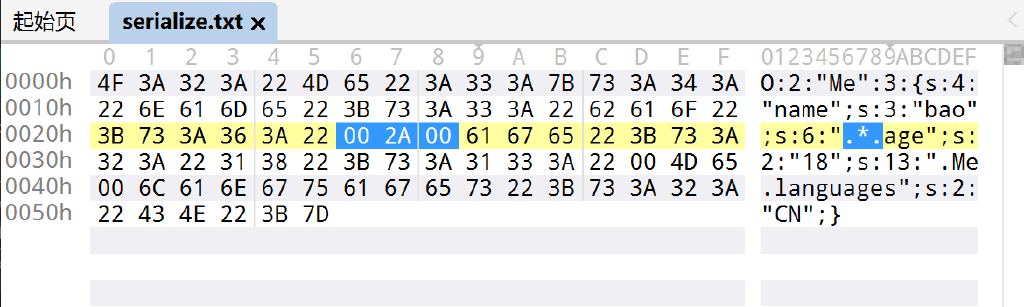 起始页 serialize.txt ×
0 1 2 3 4 5 6 7 8 9 A B C D E F 0123456789ABCDEF
0000h 4F 3A 32 3A 22 4D 65 22 3A 33 3A 7B 73 3A 34 3A O:2:"Me":3:{s:4:
0010h 22 6E 61 6D 65 22 3B 73 3A 33 3A 22 62 61 6F 22 "name";s:3:"bao"
0020h 3B 73 3A 36 3A 22 00 2A 00 61 67 65 22 3B 73 3A ;s:6:".*.age";s:
0030h 32 3A 22 31 38 22 3B 73 3A 31 33 3A 22 00 4D 65 2:"18";s:13:".Me
0040h 00 6C 61 6E 67 75 61 67 65 73 22 3B 73 3A 32 3A .languages";s:2:
0050h 22 43 4E 22 3B 7D "CN";}